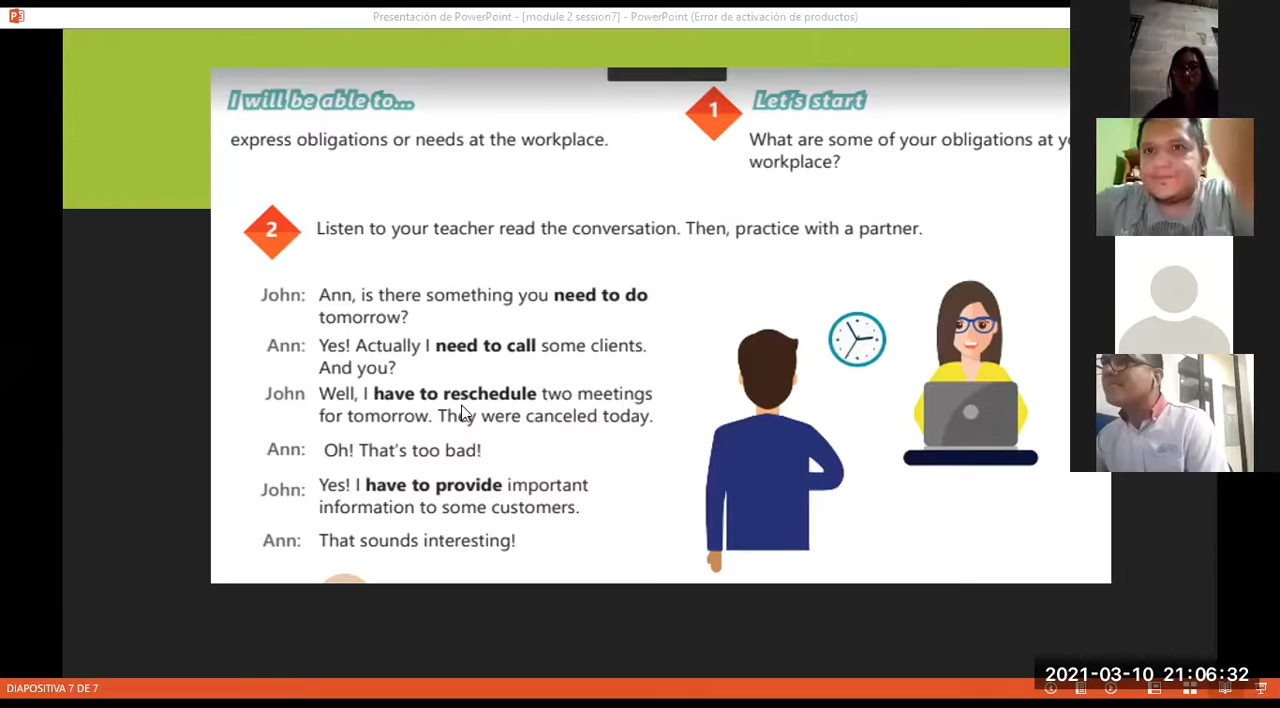 Presentación de PowerPoint - [module 2 session7] - PowerPoint (Error de activación de productos)
I will be able to...
express obligations or needs at the workplace.
1
Let's start
What are some of your obligations at
workplace?
2
Listen to your teacher read the conversation. Then, practice with a partner.
John: Ann, is there something you need to do
tomorrow?
Ann: Yes! Actually I need to call some clients.
And you?
John Well, I have to reschedule two meetings
for tomorrow. They were canceled today.
Ann: Oh! That's too bad!
John: Yes! I have to provide important
information to some customers.
Ann: That sounds interesting!
2021-03-10 21:06:32
DIAPOSITIVA 7 DE 7